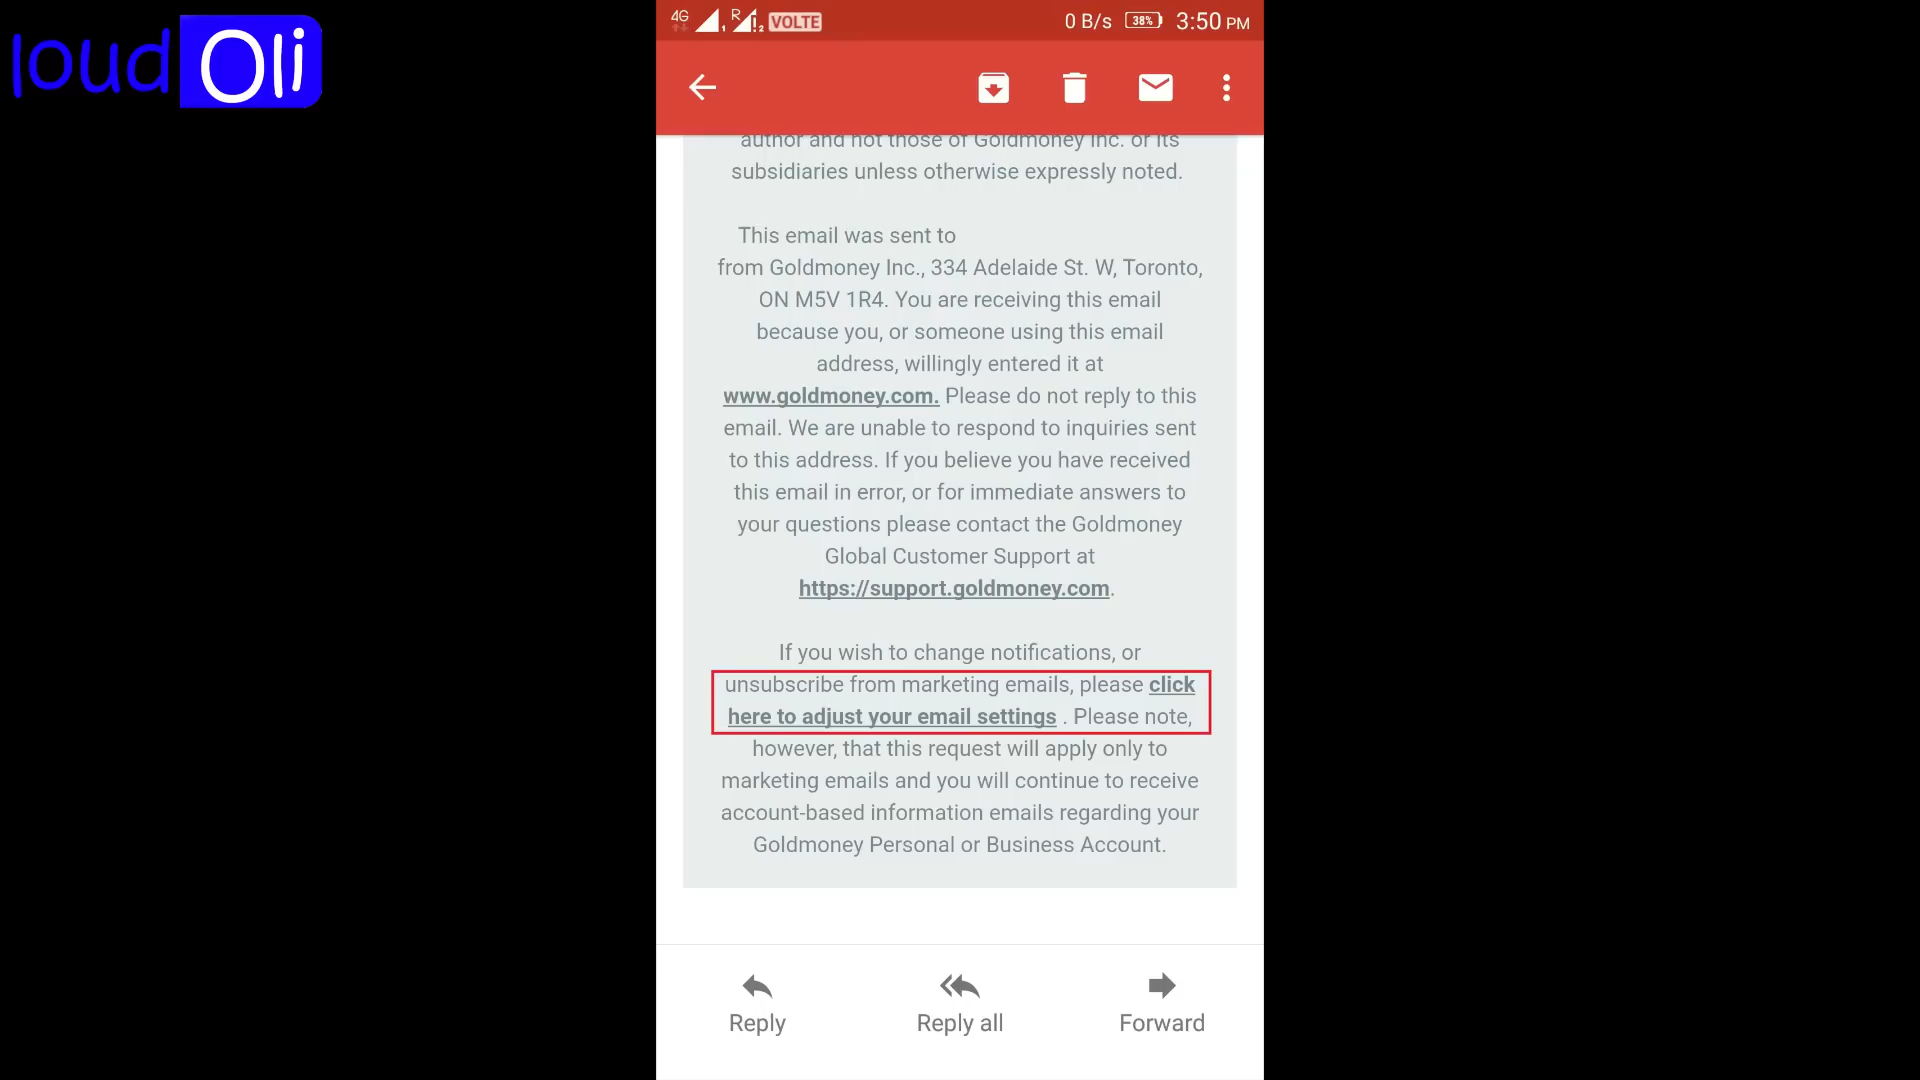 loudOli
4G 1 R 2 VOLTE 0 B/s 38% 3:50 PM
author and not those of Goldmoney Inc. or its
subsidiaries unless otherwise expressly noted.
This email was sent to
from Goldmoney Inc., 334 Adelaide St. W, Toronto,
ON M5V 1R4. You are receiving this email
because you, or someone using this email
address, willingly entered it at
www.goldmoney.com. Please do not reply to this
email. We are unable to respond to inquiries sent
to this address. If you believe you have received
this email in error, or for immediate answers to
your questions please contact the Goldmoney
Global Customer Support at
https://support.goldmoney.com.
If you wish to change notifications, or
unsubscribe from marketing emails, please click
here to adjust your email settings . Please note,
however, that this request will apply only to
marketing emails and you will continue to receive
account-based information emails regarding your
Goldmoney Personal or Business Account.
Reply Reply all Forward